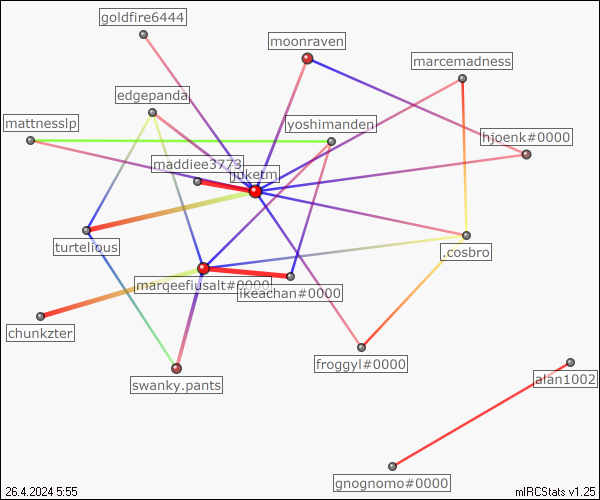 goldfire6444
moonraven
marcemadness
edgepanda
mattnesslp
yoshimanden
hjoenk#0000
maddiee3773
jpketm
turtelious
.cosbro
marqeefiusalt#0000
ikeachan#0000
chunkzter
froggyl#0000
swanky.pants
alan1002
gnognomo#0000
26.4.2024 5:55
mIRCStats v1.25